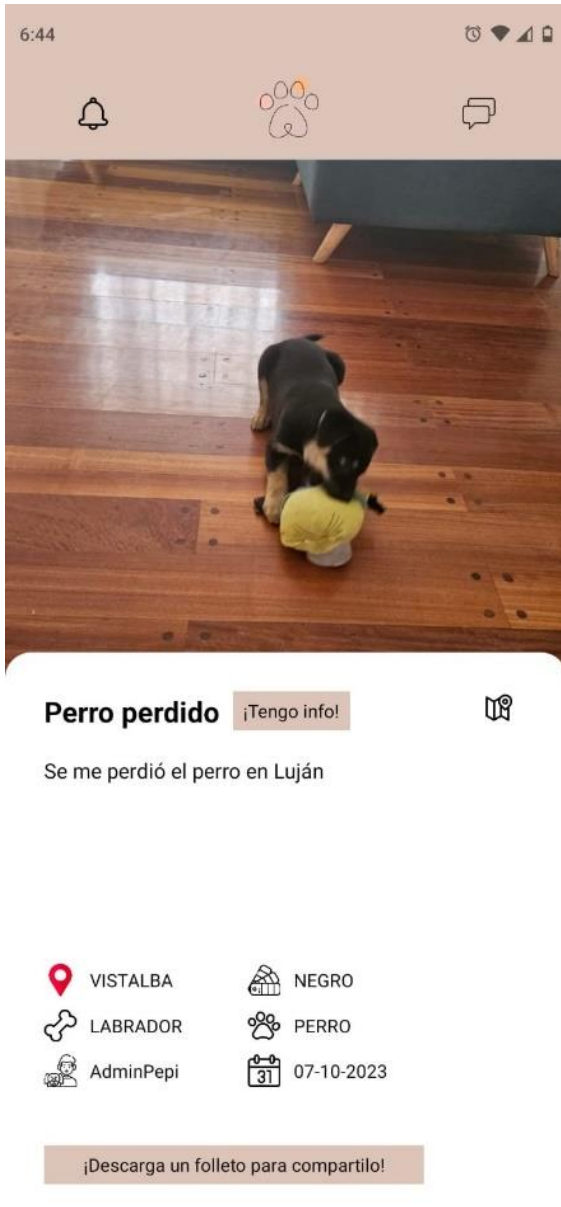 6:44
Perro perdido ¡Tengo info!
Se me perdió el perro en Luján
VISTALBA NEGRO
LABRADOR PERRO
AdminPepi 31 07-10-2023
¡Descarga un folleto para compartilo!